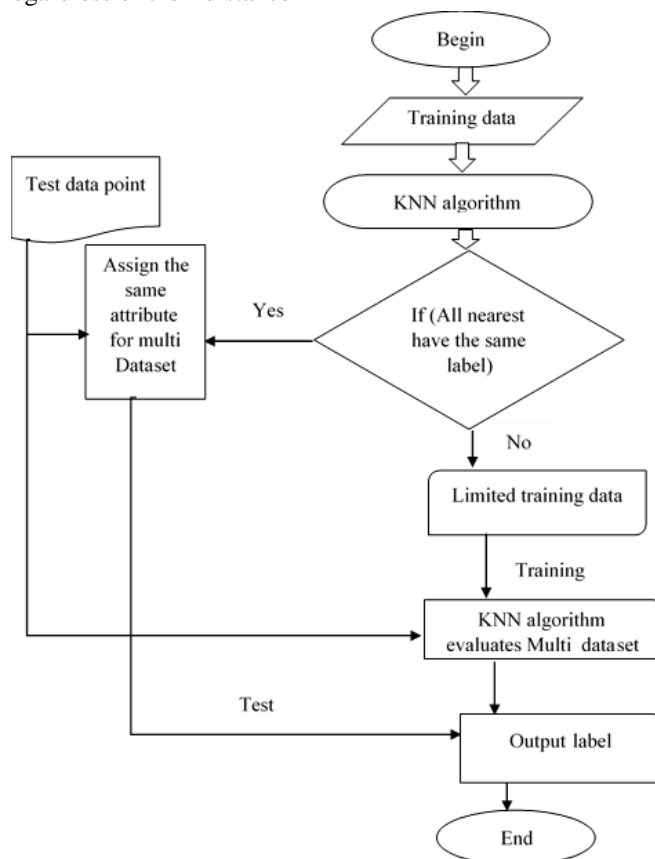 Begin
Training data
Test data point
KNN algorithm
Assign the
same
attribute
for multi
Dataset
Yes
If (All nearest
have the same
label)
No
Limited training data
Training
KNN algorithm
evaluates Multi dataset
Test
Output label
End